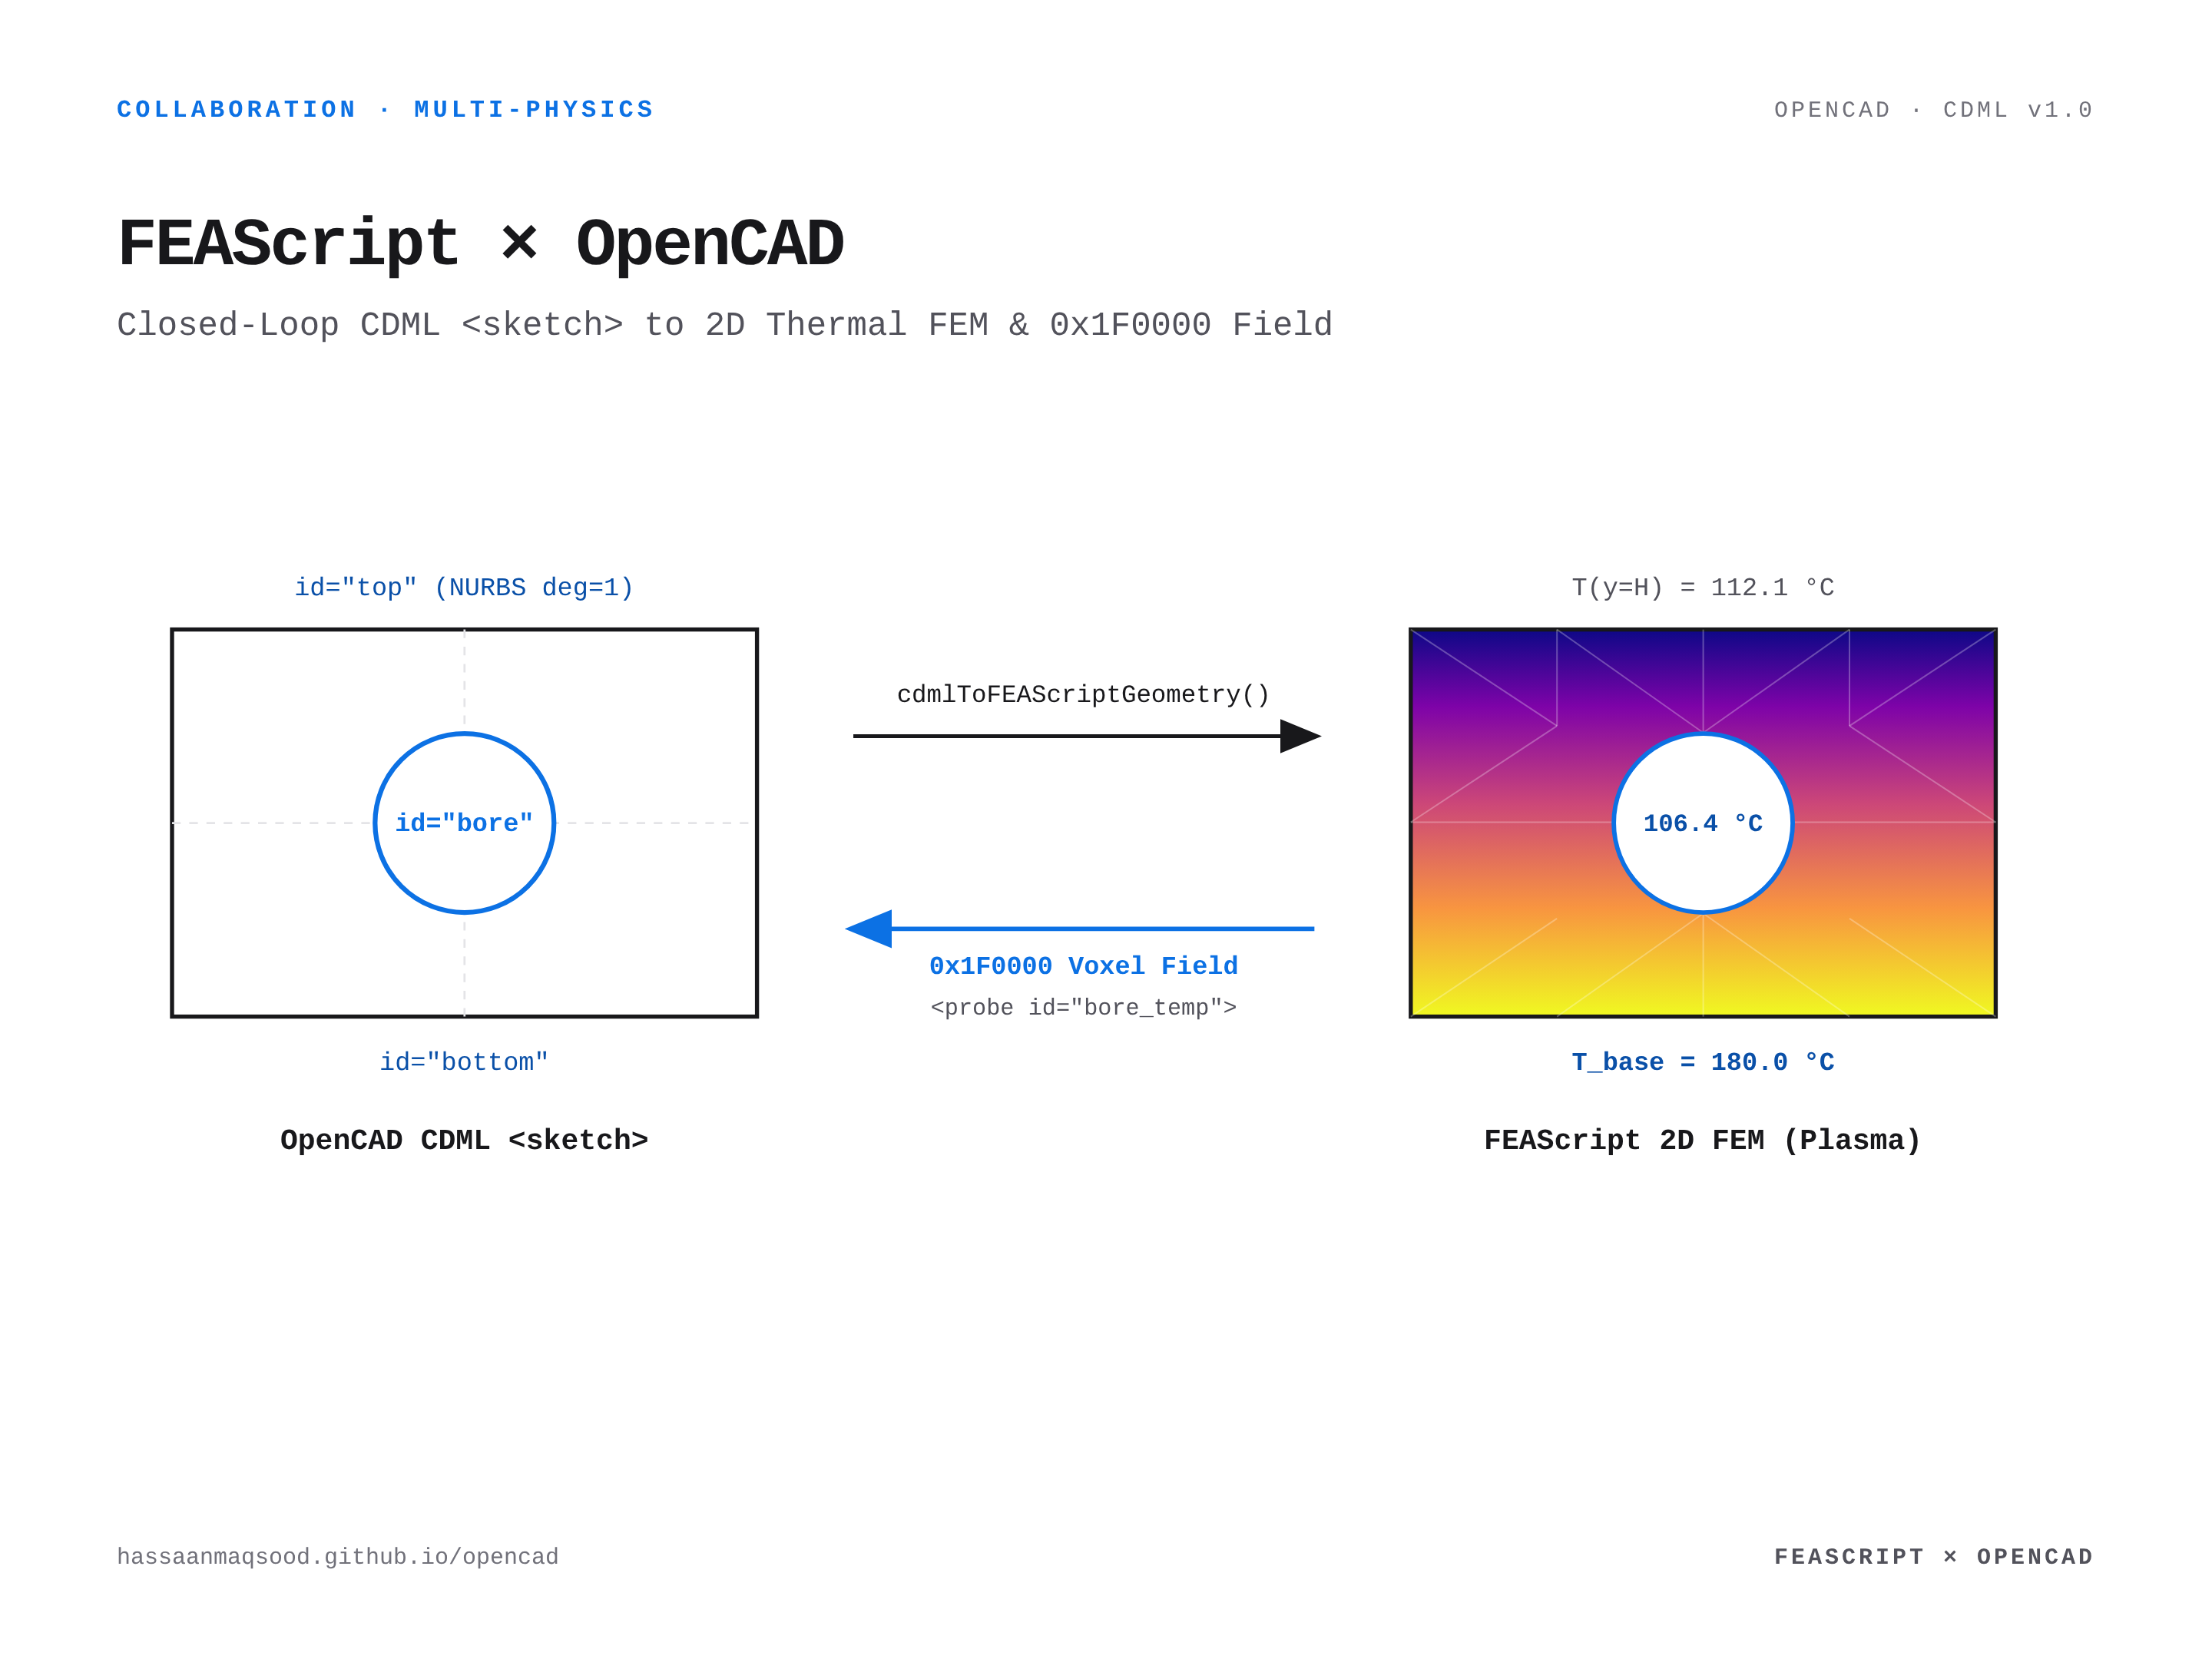 COLLABORATION · MULTI-PHYSICS
OPENCAD · CDML v1.0
FEAScript × OpenCAD
Closed-Loop CDML <sketch> to 2D Thermal FEM & 0x1F0000 Field
id="top" (NURBS deg=1)
id="bore"
id="bottom"
OpenCAD CDML <sketch>
cdmlToFEAScriptGeometry()
0x1F0000 Voxel Field
<probe id="bore_temp">
T(y=H) = 112.1 °C
106.4 °C
T_base = 180.0 °C
FEAScript 2D FEM (Plasma)
hassaanmaqsood.github.io/opencad
FEASCRIPT × OPENCAD